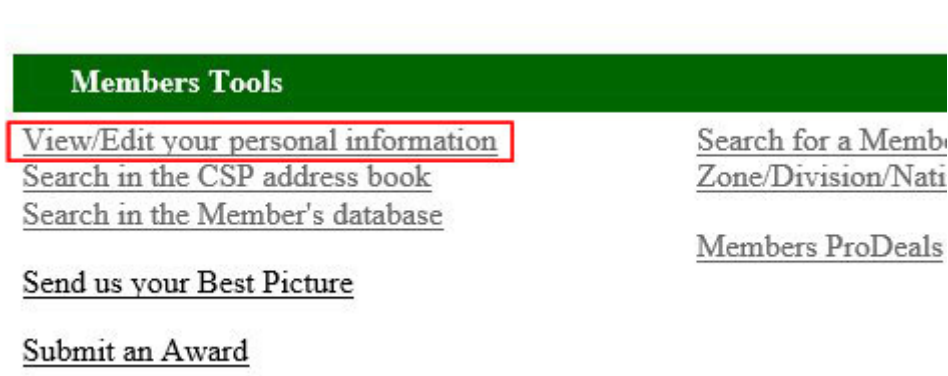 Members Tools
View/Edit your personal information
Search in the CSP address book
Search in the Member's database
Send us your Best Picture
Submit an Award
Search for a
Zone/Division/
Members ProDeals